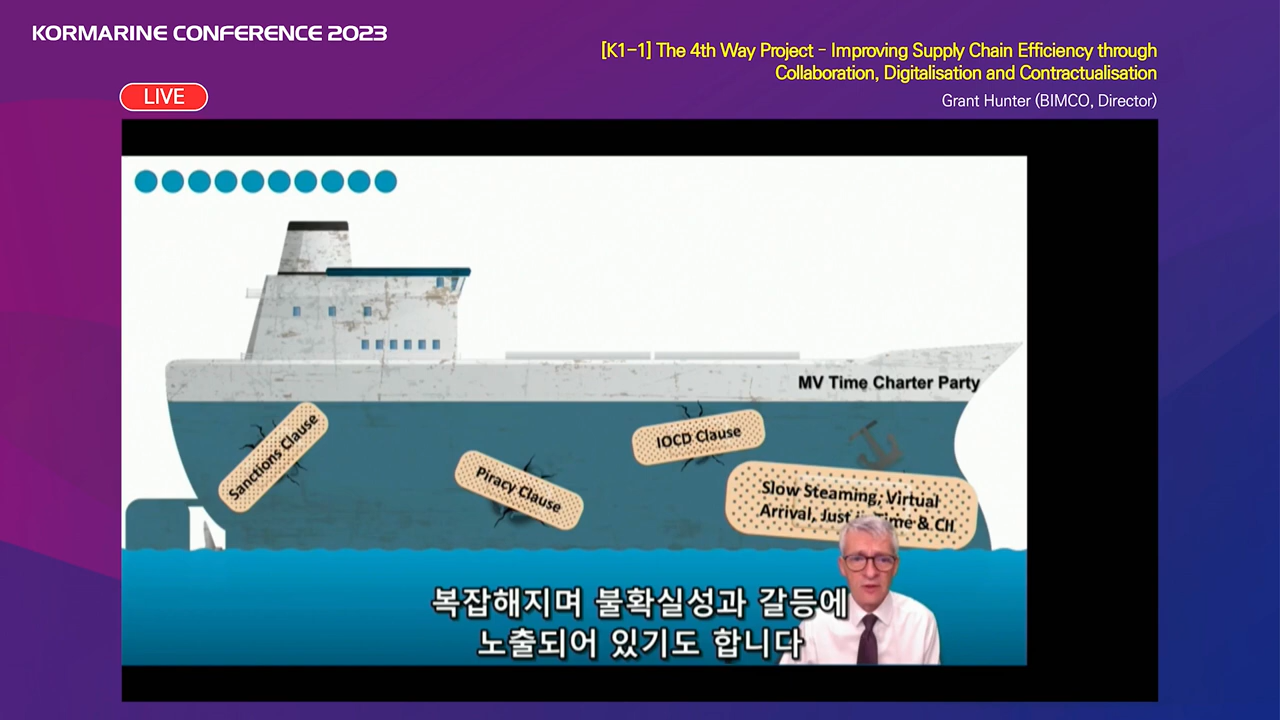 KORMARINE CONFERENCE 2023
[K1-1] The 4th Way Project - Improving Supply Chain Efficiency through
Collaboration, Digitalisation and Contractualisation
Grant Hunter (BIMCO, Director)
LIVE
MV Time Charter Party
Sanctions Clause
Piracy Clause
IOCD Clause
Slow Steaming, Virtual
Arrival, Just in Time & CII
복잡해지며 불확실성과 갈등에
노출되어 있기도 합니다